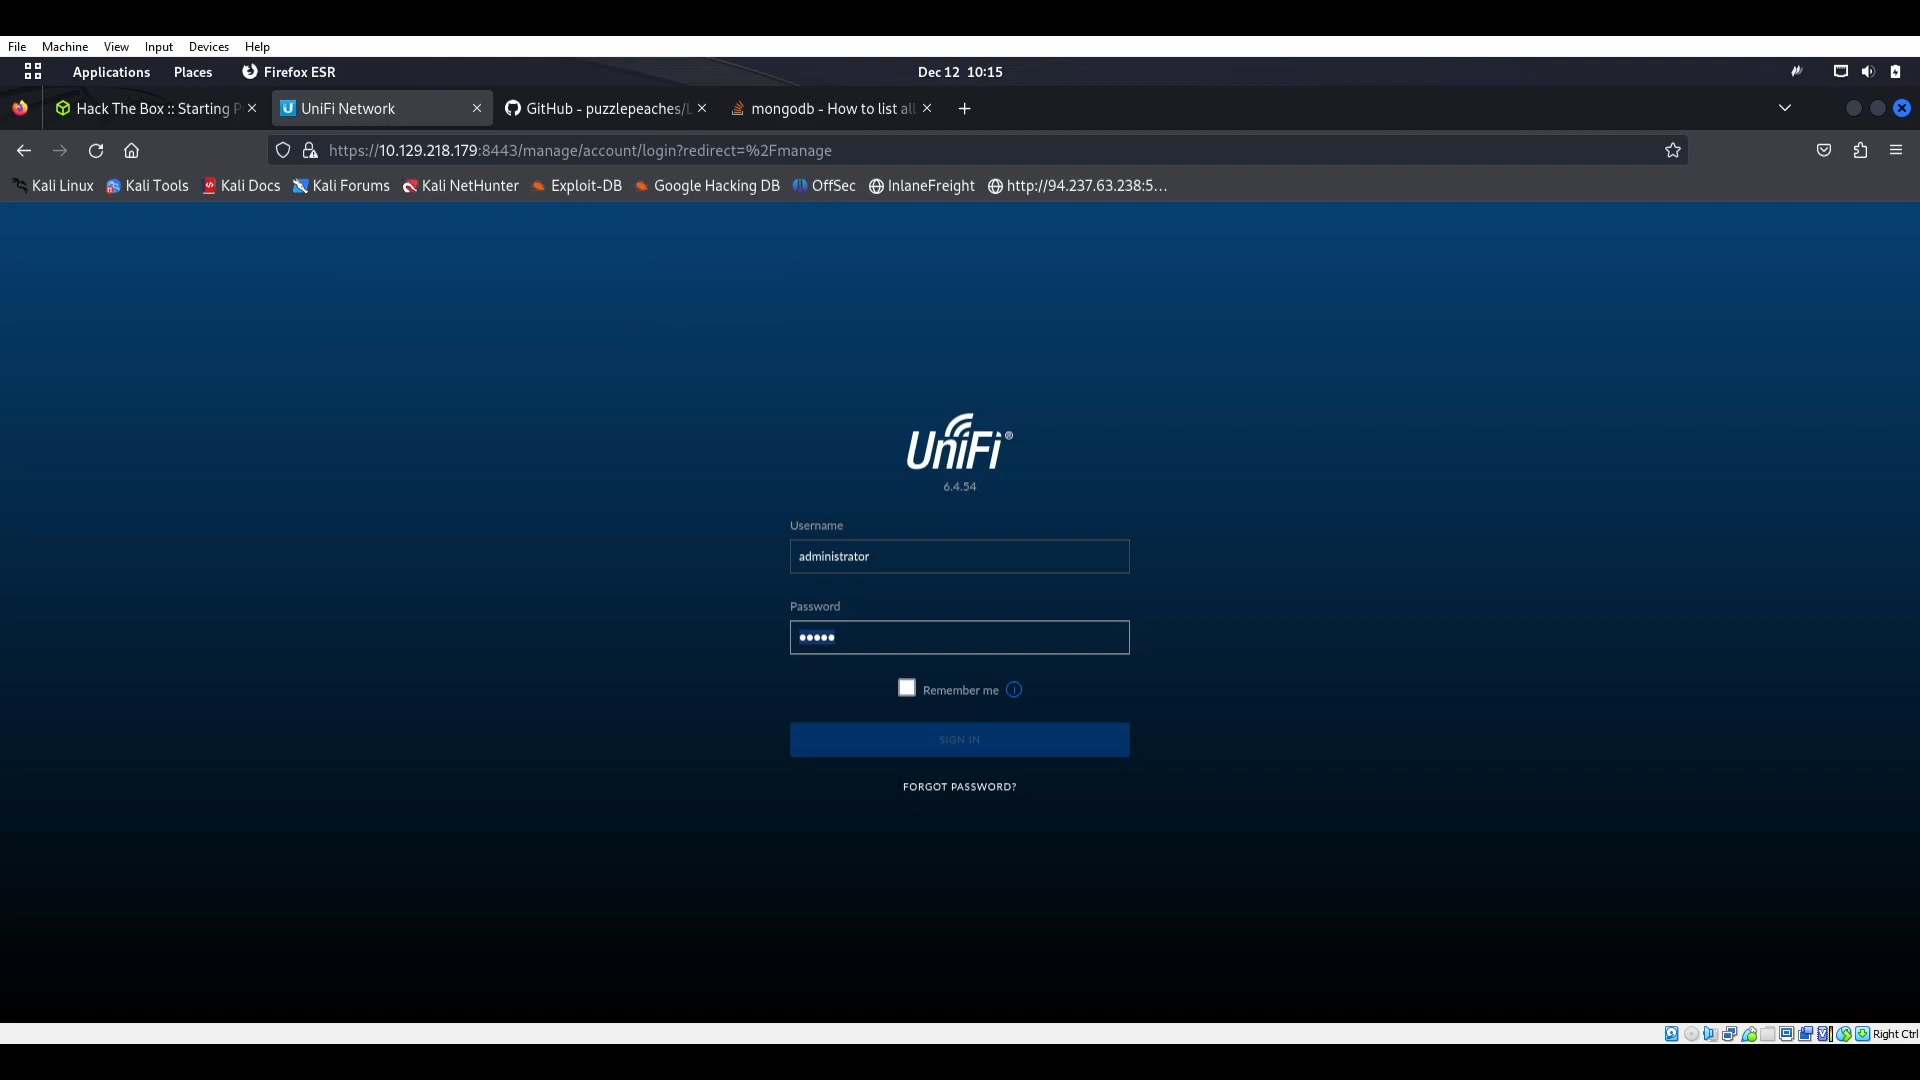 File Machine View Input Devices Help
Applications Places Firefox ESR Dec 12 10:15
Hack The Box :: Starting P UniFi Network GitHub - puzzlepeaches/L mongodb - How to list all
https://10.129.218.179:8443/manage/account/login?redirect=%2Fmanage
Kali Linux Kali Tools Kali Docs Kali Forums Kali NetHunter Exploit-DB Google Hacking DB OffSec InlaneFreight http://94.237.63.238:5...
UniFi®
6.4.54
Username
administrator
Password
•••••
Remember me
SIGN IN
FORGOT PASSWORD?
Right Ctrl